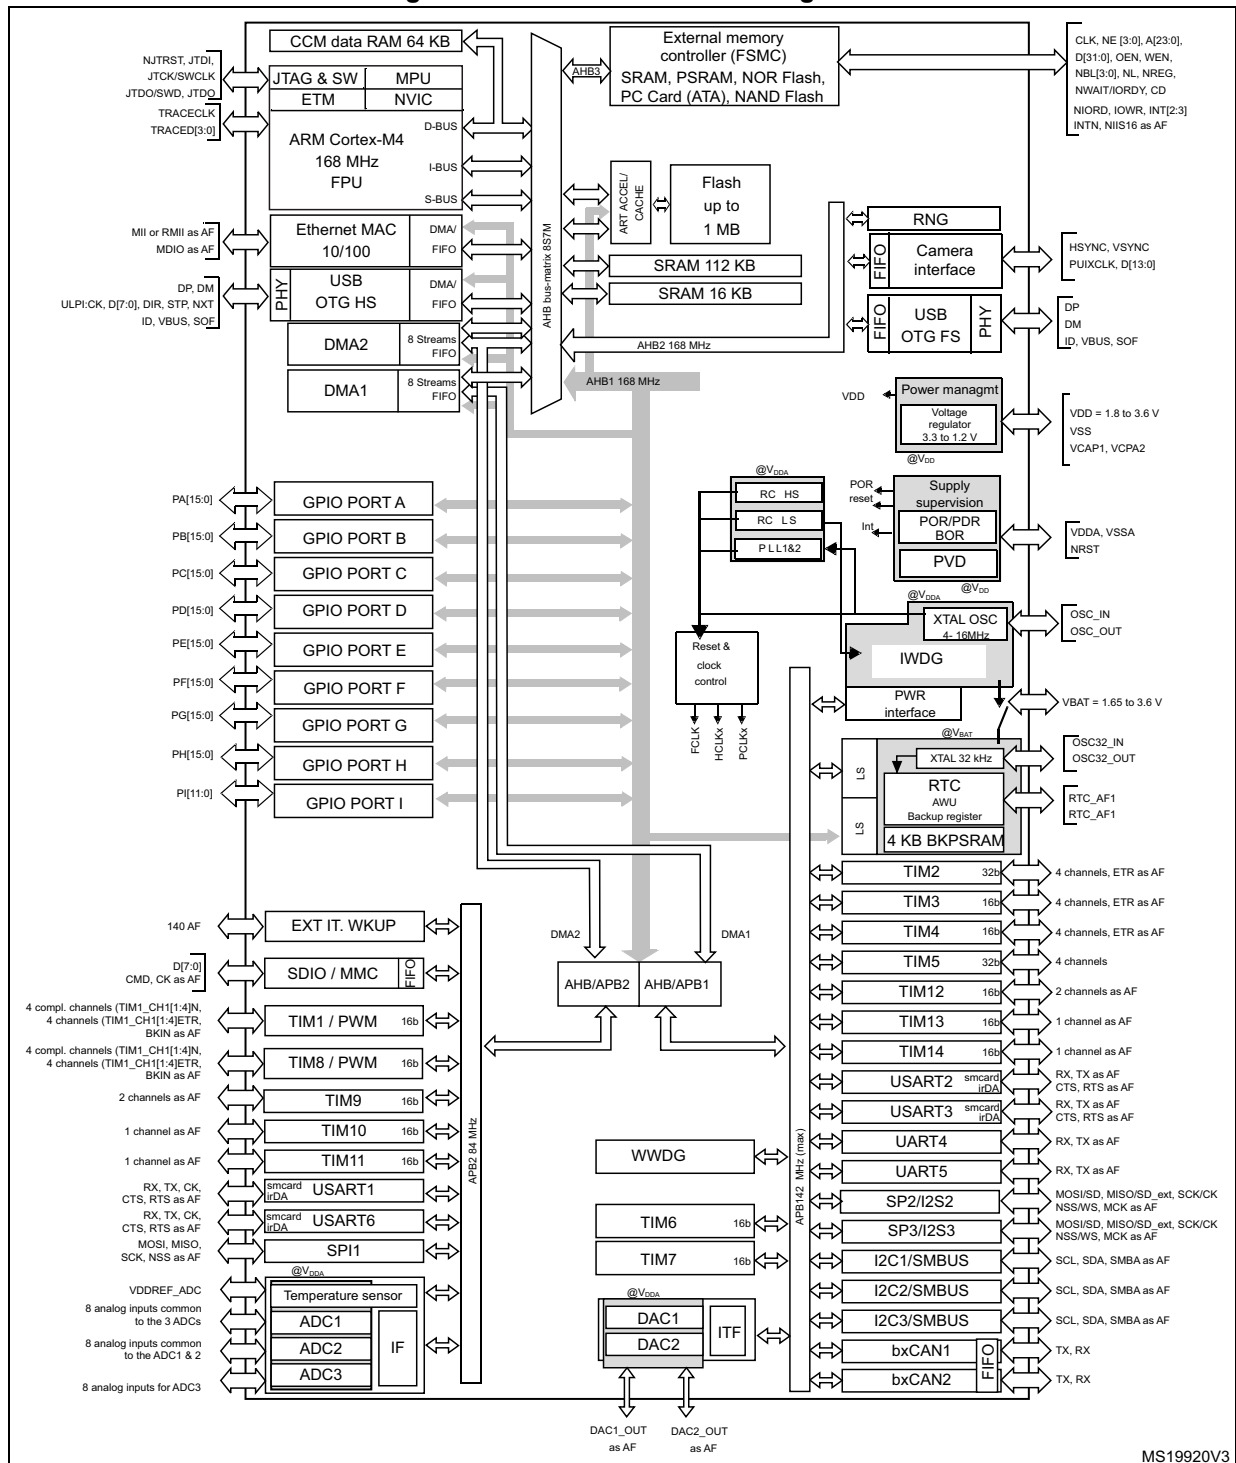 CCM data RAM 64 KB
External memory
controller (FSMC)
SRAM, PSRAM, NOR Flash,
PC Card (ATA), NAND Flash
AHB3
CLK, NE [3:0], A[23:0],
D[31:0], OEN, WEN,
NBL[3:0], NL, NREG,
NWAIT/IORDY, CD
NIORD, IOWR, INT[2:3]
INTN, NIIS16 as AF
NJTRST, JTDI,
JTCK/SWCLK
JTDO/SWD, JTDO
TRACECLK
TRACED[3:0]
JTAG & SW
MPU
ETM
NVIC
ARM Cortex-M4
168 MHz
FPU
D-BUS
I-BUS
S-BUS
AHB bus-matrix 8S7M
ART ACCEL/
CACHE
Flash
up to
1 MB
SRAM 112 KB
SRAM 16 KB
AHB2 168 MHz
AHB1 168 MHz
MII or RMII as AF
MDIO as AF
Ethernet MAC
10/100
DMA/
FIFO
DP, DM
ULPI:CK, D[7:0], DIR, STP, NXT
ID, VBUS, SOF
PHY
USB
OTG HS
DMA/
FIFO
DMA2
8 Streams
FIFO
DMA1
8 Streams
FIFO
RNG
FIFO
Camera
interface
HSYNC, VSYNC
PUIXCLK, D[13:0]
FIFO
USB
OTG FS
PHY
DP
DM
ID, VBUS, SOF
VDD
Power managmt
Voltage
regulator
3.3 to 1.2 V
@VDD
VDD = 1.8 to 3.6 V
VSS
VCAP1, VCPA2
@VDDA
RC HS
RC LS
PLL1&2
POR
reset
Int
Supply
supervision
POR/PDR
BOR
PVD
@VDD
VDDA, VSSA
NRST
@VDDA
XTAL OSC
4- 16MHz
IWDG
OSC_IN
OSC_OUT
Reset &
clock
control
FCLK
HCLKx
PCLKx
PWR
interface
VBAT = 1.65 to 3.6 V
@VBAT
LS
LS
XTAL 32 kHz
RTC
AWU
Backup register
4 KB BKPSRAM
OSC32_IN
OSC32_OUT
RTC_AF1
RTC_AF1
PA[15:0]
GPIO PORT A
PB[15:0]
GPIO PORT B
PC[15:0]
GPIO PORT C
PD[15:0]
GPIO PORT D
PE[15:0]
GPIO PORT E
PF[15:0]
GPIO PORT F
PG[15:0]
GPIO PORT G
PH[15:0]
GPIO PORT H
PI[11:0]
GPIO PORT I
DMA2
DMA1
AHB/APB2
AHB/APB1
140 AF
EXT IT. WKUP
D[7:0]
CMD, CK as AF
SDIO / MMC
FIFO
4 compl. channels (TIM1_CH1[1:4]N,
4 channels (TIM1_CH1[1:4]ETR,
BKIN as AF
TIM1 / PWM 16b
4 compl. channels (TIM1_CH1[1:4]N,
4 channels (TIM1_CH1[1:4]ETR,
BKIN as AF
TIM8 / PWM 16b
2 channels as AF
TIM9 16b
1 channel as AF
TIM10 16b
1 channel as AF
TIM11 16b
RX, TX, CK,
CTS, RTS as AF
smcard
irDA
USART1
RX, TX, CK,
CTS, RTS as AF
smcard
irDA
USART6
MOSI, MISO,
SCK, NSS as AF
SPI1
@VDDA
VDDREF_ADC
Temperature sensor
8 analog inputs common
to the 3 ADCs
ADC1
8 analog inputs common
to the ADC1 & 2
ADC2
8 analog inputs for ADC3
ADC3
IF
APB2 84 MHz
WWDG
TIM6 16b
TIM7 16b
@VDDA
DAC1
DAC2
ITF
DAC1_OUT
as AF
DAC2_OUT
as AF
APB142 MHz (max)
TIM2 32b
4 channels, ETR as AF
TIM3 16b
4 channels, ETR as AF
TIM4 16b
4 channels, ETR as AF
TIM5 32b
4 channels
TIM12 16b
2 channels as AF
TIM13 16b
1 channel as AF
TIM14 16b
1 channel as AF
USART2
smcard
irDA
RX, TX as AF
CTS, RTS as AF
USART3
smcard
irDA
RX, TX as AF
CTS, RTS as AF
UART4
RX, TX as AF
UART5
RX, TX as AF
SP2/I2S2
MOSI/SD, MISO/SD_ext, SCK/CK
NSS/WS, MCK as AF
SP3/I2S3
MOSI/SD, MISO/SD_ext, SCK/CK
NSS/WS, MCK as AF
I2C1/SMBUS
SCL, SDA, SMBA as AF
I2C2/SMBUS
SCL, SDA, SMBA as AF
I2C3/SMBUS
SCL, SDA, SMBA as AF
bxCAN1
TX, RX
bxCAN2
TX, RX
FIFO
MS19920V3